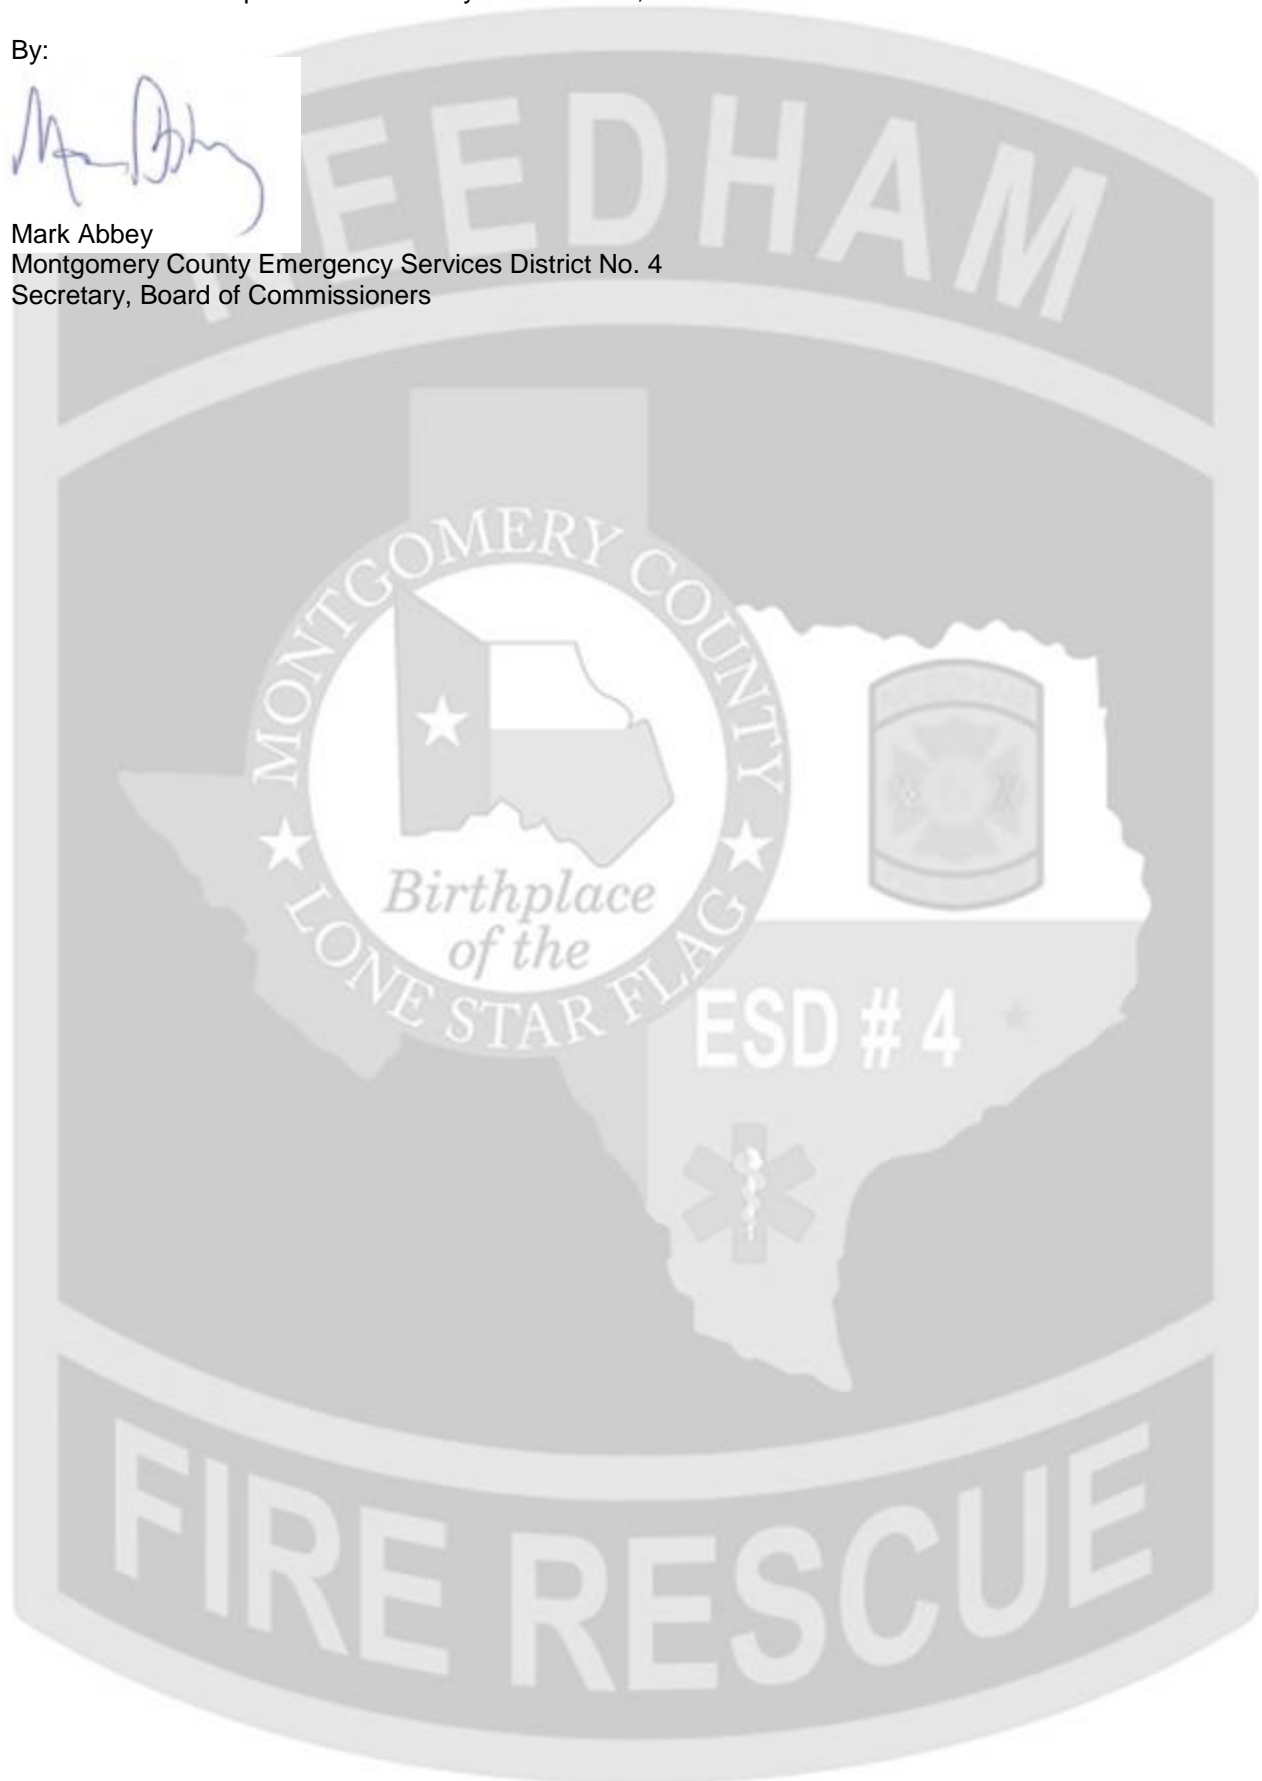 By:
Mark Abbey
Montgomery County Emergency Services District No. 4
Secretary, Board of Commissioners
NEEDHAM
MONTGOMERY COUNTY
Birthplace
of the
★ LONE STAR FLAG ★
ESD # 4
FIRE RESCUE